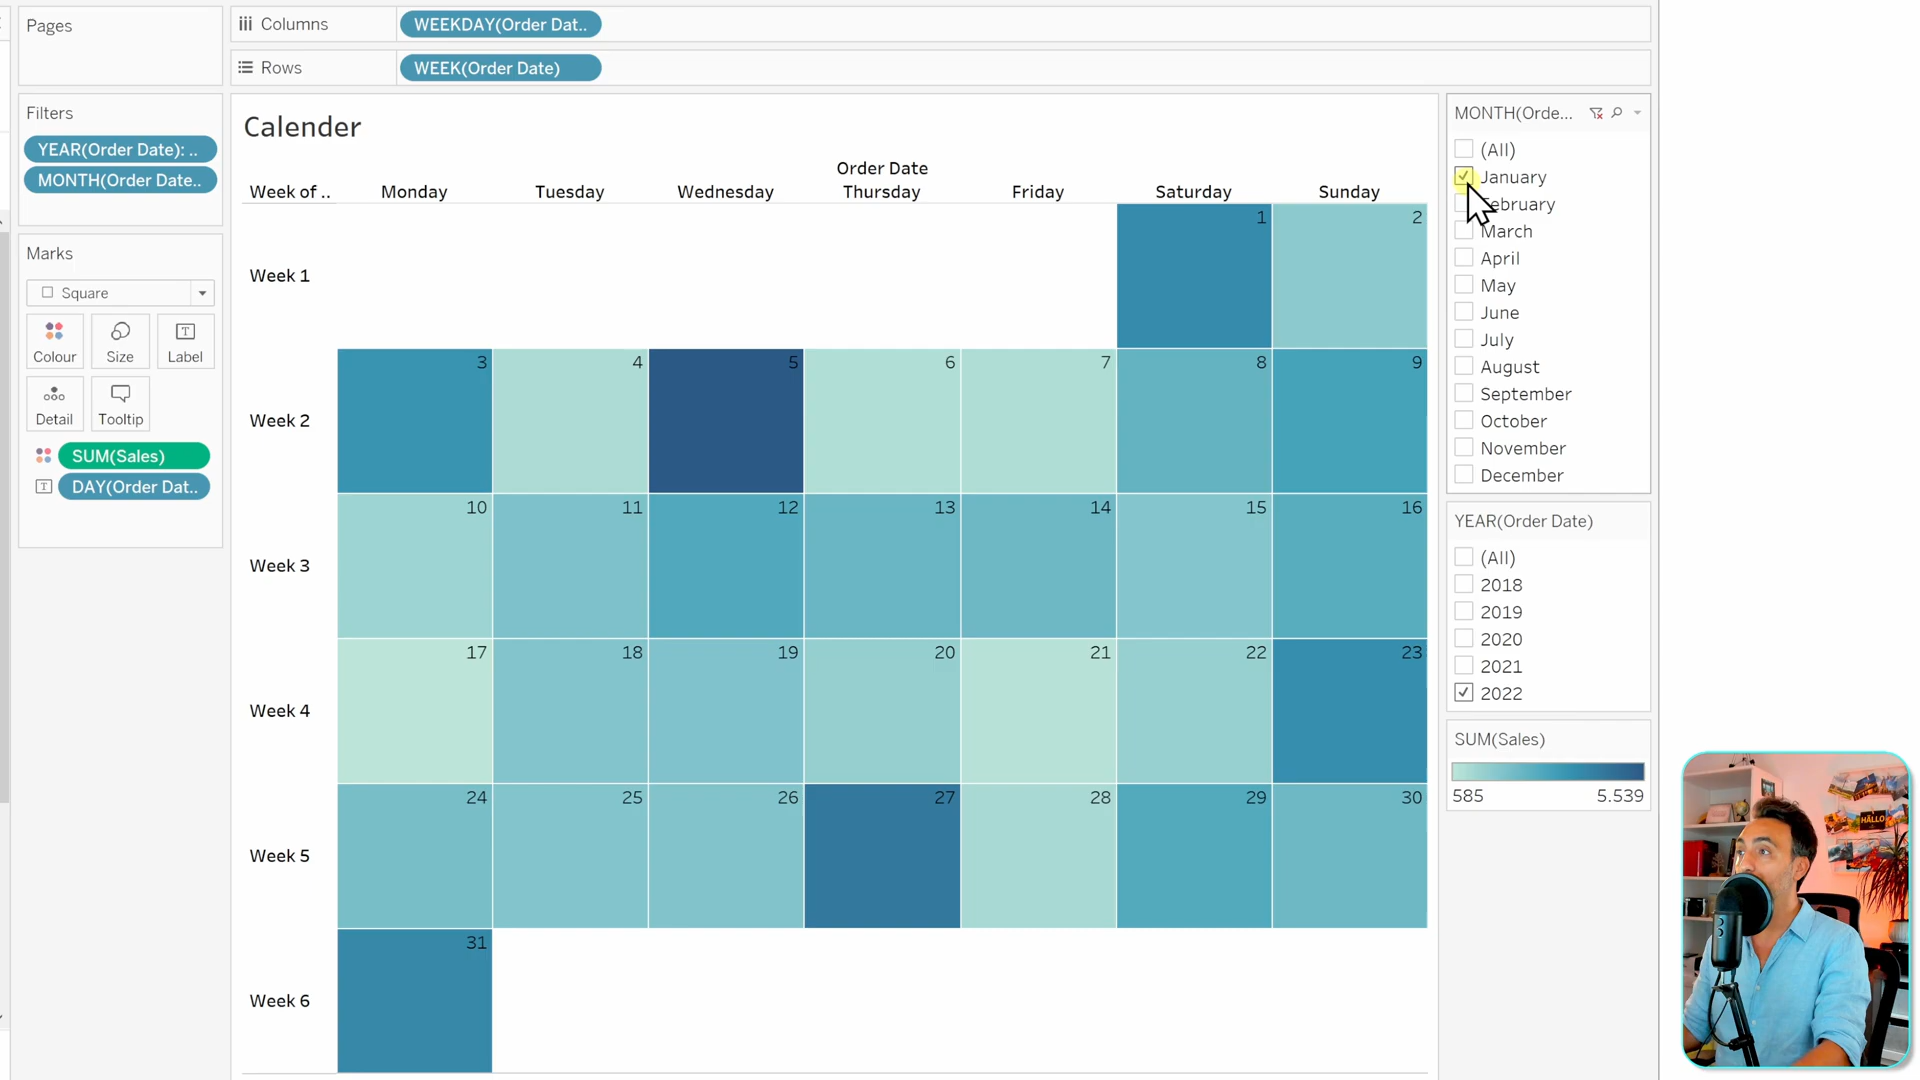 Pages
Columns
WEEKDAY(Order Dat..
Rows
WEEK(Order Date)
Filters
YEAR(Order Date): ..
MONTH(Order Date..
Marks
Square
Colour
Size
Label
Detail
Tooltip
SUM(Sales)
DAY(Order Dat..
Calender
Order Date
Week of .. Monday Tuesday Wednesday Thursday Friday Saturday Sunday
Week 1 1 2
Week 2 3 4 5 6 7 8 9
Week 3 10 11 12 13 14 15 16
Week 4 17 18 19 20 21 22 23
Week 5 24 25 26 27 28 29 30
Week 6 31
MONTH(Orde...
(All)
January
ebruary
March
April
May
June
July
August
September
October
November
December
YEAR(Order Date)
(All)
2018
2019
2020
2021
2022
SUM(Sales)
585 5.539
HALLO